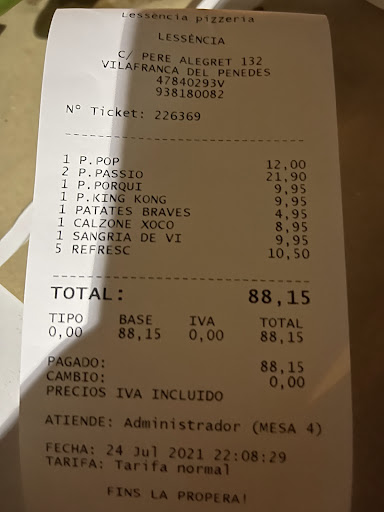 Lessència pizzeria
LESSÈNCIA
C/ PERE ALEGRET 132
VILAFRANCA DEL PENEDES
47840293V
938180082
Nº Ticket: 226369
1 P.POP 12,00
2 P.PASSIO 21,90
1 P.PORQUI 9,95
1 P.KING KONG 9,95
1 PATATES BRAVES 4,95
1 CALZONE XOCO 8,95
1 SANGRIA DE VI 9,95
5 REFRESC 10,50
TOTAL: 88,15
TIPO BASE IVA TOTAL
0,00 88,15 0,00 88,15
PAGADO: 88,15
CAMBIO: 0,00
PRECIOS IVA INCLUIDO
ATIENDE: Administrador (MESA 4)
FECHA: 24 Jul 2021 22:08:29
TARIFA: Tarifa normal
FINS LA PROPERA!